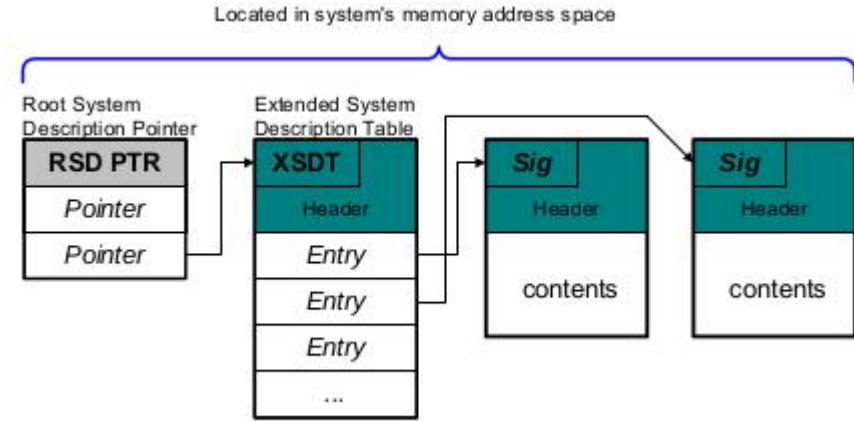 Located in system's memory address space
Root System
Description Pointer
RSD PTR
Pointer
Pointer
Extended System
Description Table
XSDT
Header
Entry
Entry
Entry
...
Sig
Header
contents
Sig
Header
contents